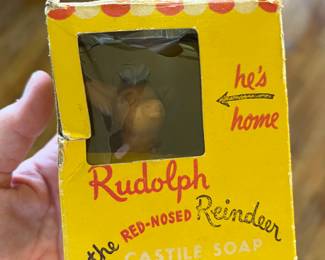 he's
home
Rudolph
the RED-NOSED Reindeer
CASTILE SOAP